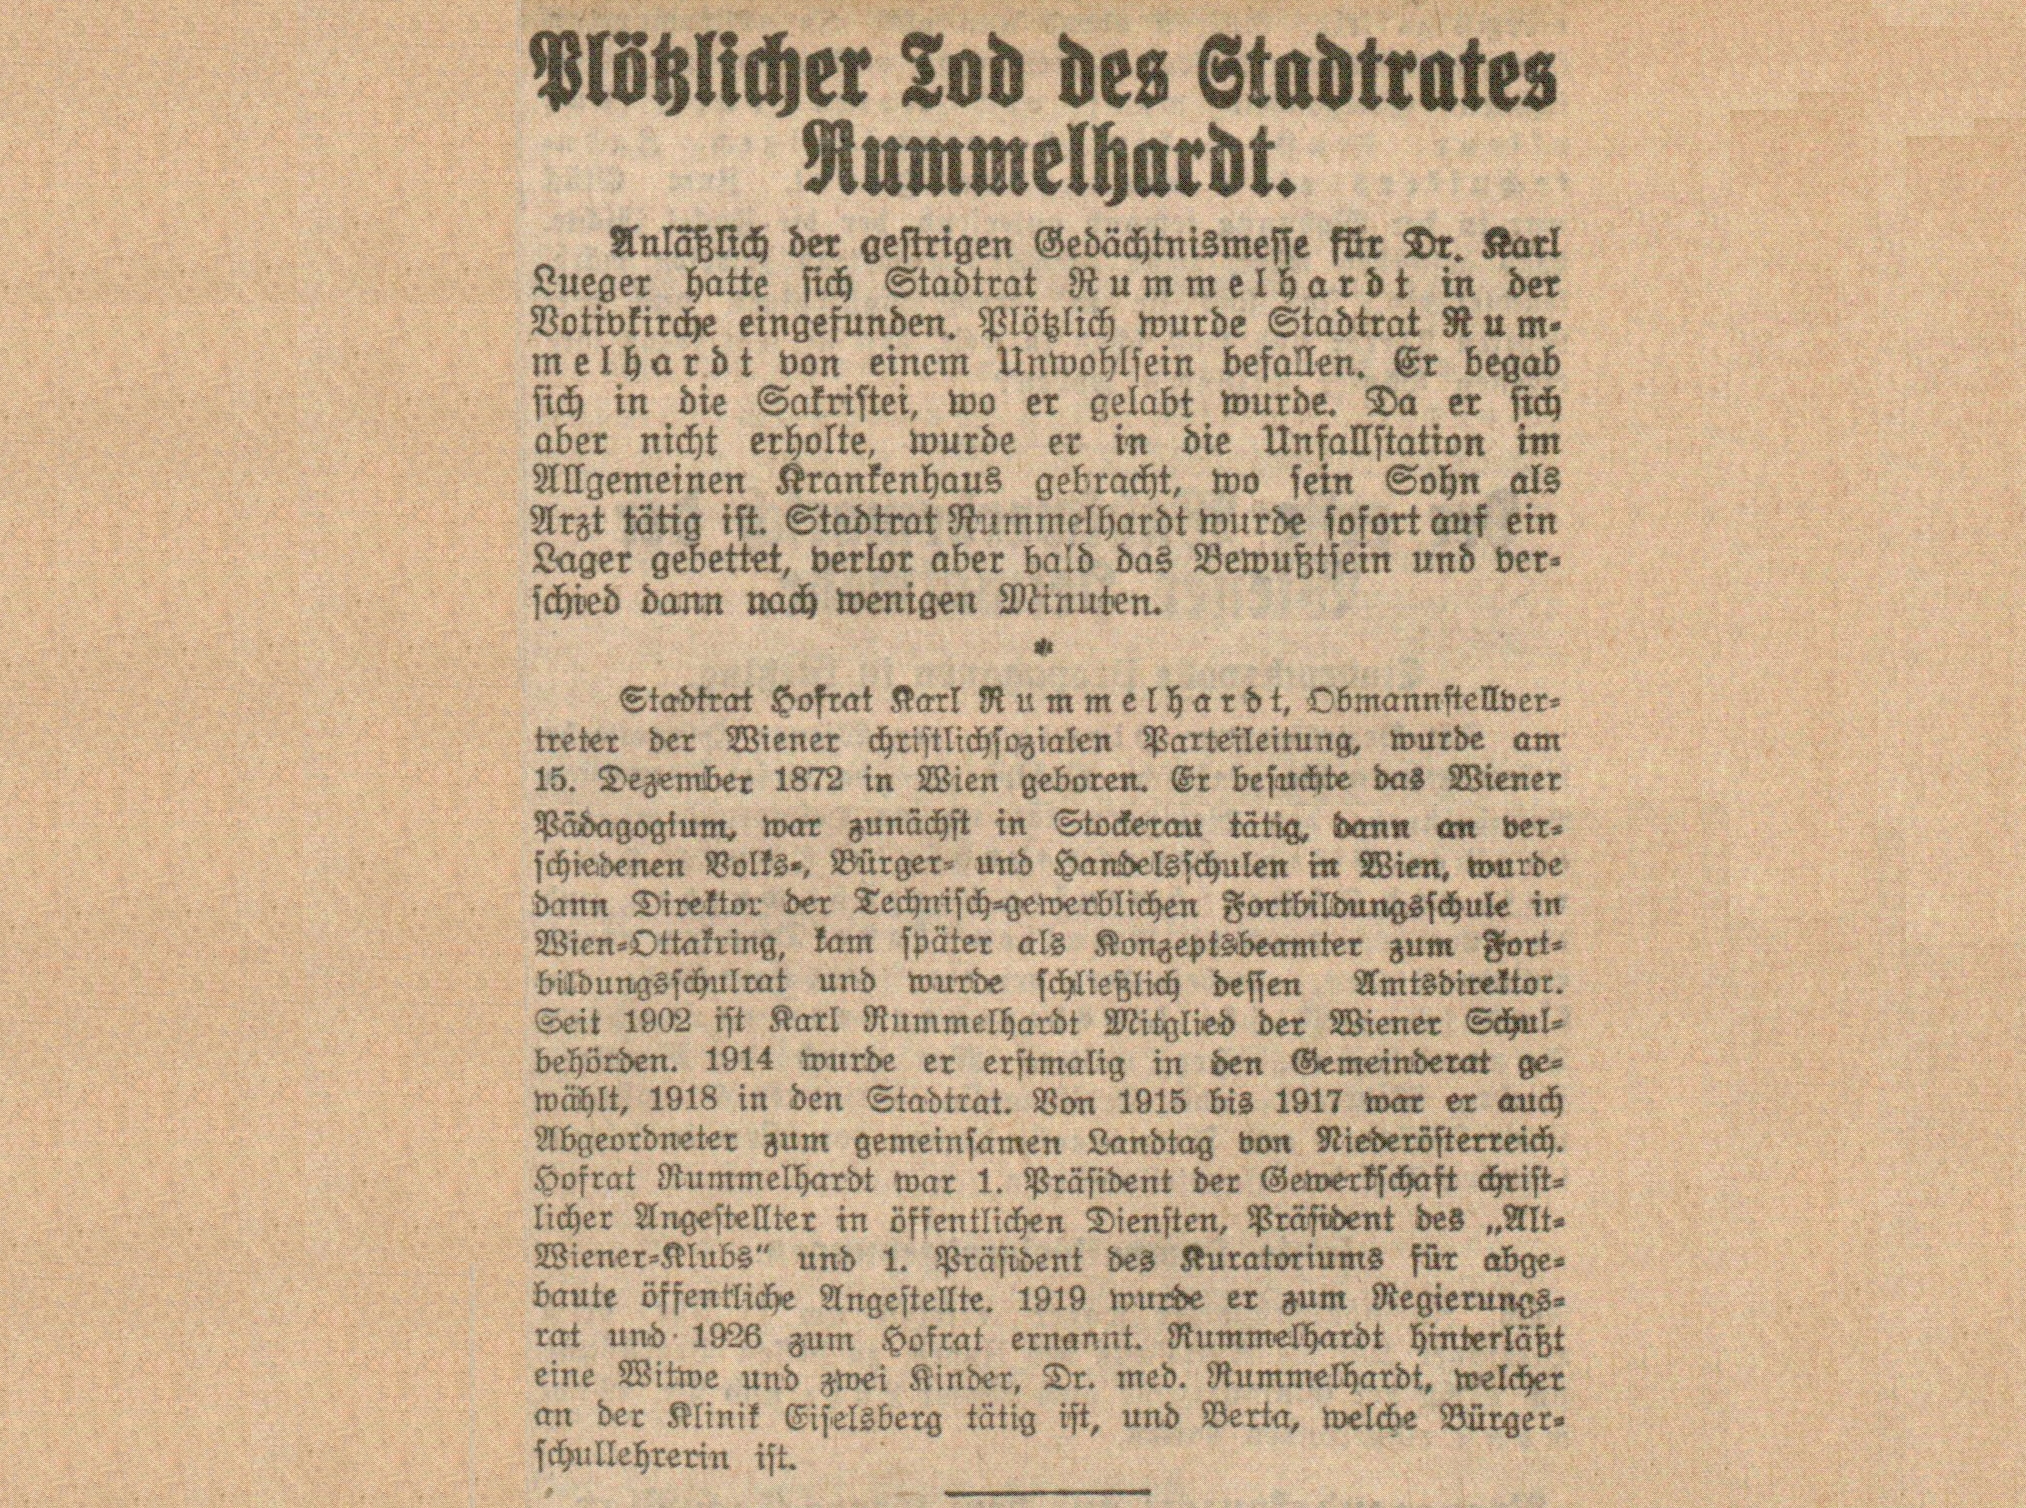 Plötzlicher Tod des Stadtrates
Rummelhardt.
Anläßlich der gestrigen Gedächtnismesse für Dr. Karl
Lueger hatte sich Stadtrat Rummelhardt in der
Votivkirche eingefunden. Plötzlich wurde Stadtrat Rum-
melhardt von einem Unwohlsein befallen. Er begab
sich in die Sakristei, wo er gelabt wurde. Da er sich
aber nicht erholte, wurde er in die Unfallstation im
Allgemeinen Krankenhaus gebracht, wo sein Sohn als
Arzt tätig ist. Stadtrat Rummelhardt wurde sofort auf ein
Lager gebettet, verlor aber bald das Bewußtsein und ver-
schied dann nach wenigen Minuten.
*
Stadtrat Hofrat Karl Rummelhardt, Obmannstellver-
treter der Wiener christlichsozialen Parteileitung, wurde am
15. Dezember 1872 in Wien geboren. Er besuchte das Wiener
Pädagogium, war zunächst in Stockerau tätig, dann an ver-
schiedenen Volks-, Bürger- und Handelsschulen in Wien, wurde
dann Direktor der Technisch-gewerblichen Fortbildungsschule in
Wien-Ottakring, kam später als Konzeptsbeamter zum Fort-
bildungsschulrat und wurde schließlich dessen Amtsdirektor.
Seit 1902 ist Karl Rummelhardt Mitglied der Wiener Schul-
behörden. 1914 wurde er erstmalig in den Gemeinderat ge-
wählt, 1918 in den Stadtrat. Von 1915 bis 1917 war er auch
Abgeordneter zum gemeinsamen Landtag von Niederösterreich.
Hofrat Rummelhardt war 1. Präsident der Gewerkschaft christ-
licher Angestellter in öffentlichen Diensten, Präsident des „Alt-
Wiener-Klubs“ und 1. Präsident des Kuratoriums für abge-
baute öffentliche Angestellte. 1919 wurde er zum Regierungs-
rat und 1926 zum Hofrat ernannt. Rummelhardt hinterläßt
eine Witwe und zwei Kinder, Dr. med. Rummelhardt, welcher
an der Klinik Eiselsberg tätig ist, und Berta, welche Bürger-
schullehrerin ist.